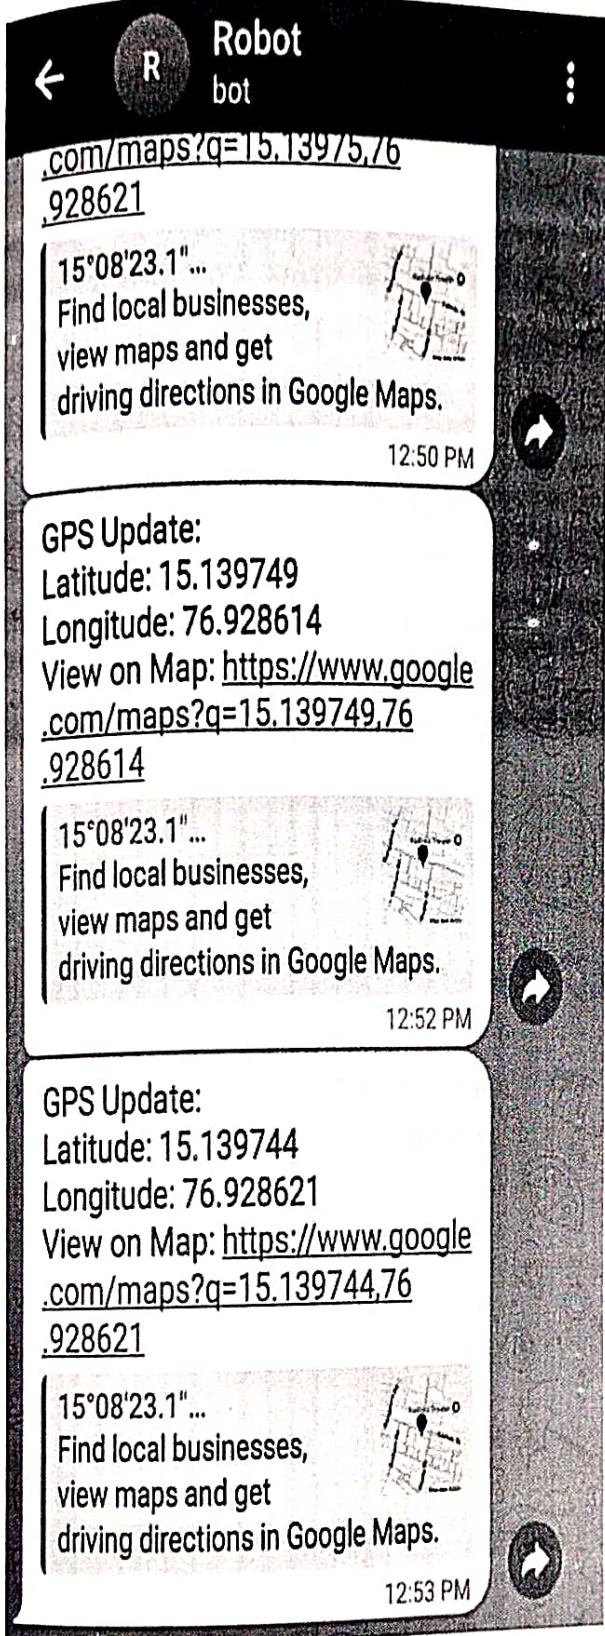 R
Robot
bot
.com/maps?q=15.13975,76
.928621
15°08'23.1"...
Find local businesses,
view maps and get
driving directions in Google Maps.
12:50 PM
GPS Update:
Latitude: 15.139749
Longitude: 76.928614
View on Map: https://www.google
.com/maps?q=15.139749,76
.928614
15°08'23.1"...
Find local businesses,
view maps and get
driving directions in Google Maps.
12:52 PM
GPS Update:
Latitude: 15.139744
Longitude: 76.928621
View on Map: https://www.google
.com/maps?q=15.139744,76
.928621
15°08'23.1"...
Find local businesses,
view maps and get
driving directions in Google Maps.
12:53 PM